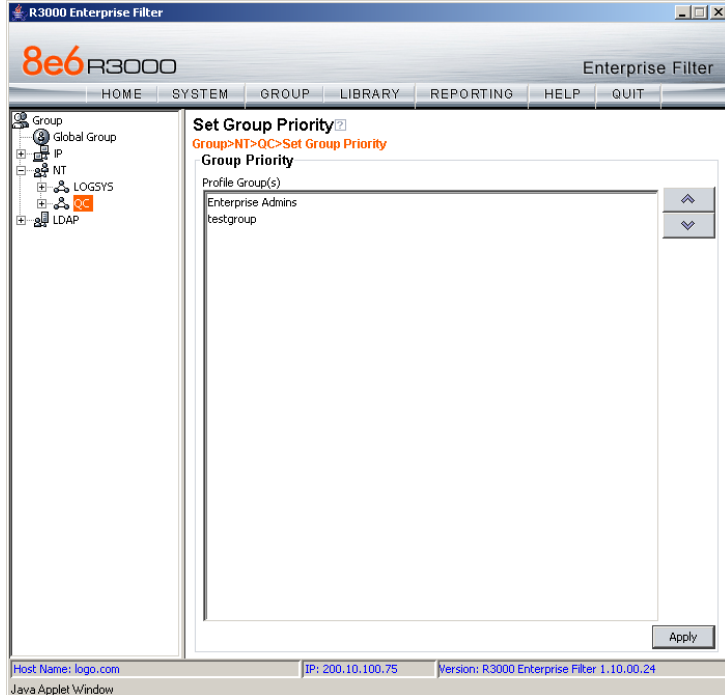 R3000 Enterprise Filter
8e6 R3000
Enterprise Filter
HOME SYSTEM GROUP LIBRARY REPORTING HELP QUIT
Group
Global Group
IP
NT
LOGSYS
QC
LDAP
Set Group Priority?
Group>NT>QC>Set Group Priority
Group Priority
Profile Group(s)
Enterprise Admins
testgroup
Apply
Host Name: logo.com
IP: 200.10.100.75
Version: R3000 Enterprise Filter 1.10.00.24
Java Applet Window